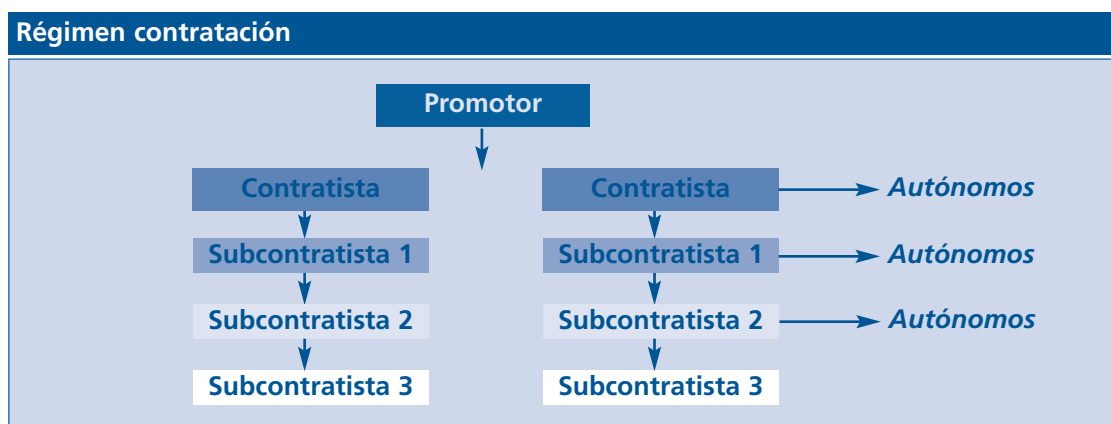 Régimen contratación
Promotor
Contratista Contratista Autónomos
Subcontratista 1 Subcontratista 1 Autónomos
Subcontratista 2 Subcontratista 2 Autónomos
Subcontratista 3 Subcontratista 3